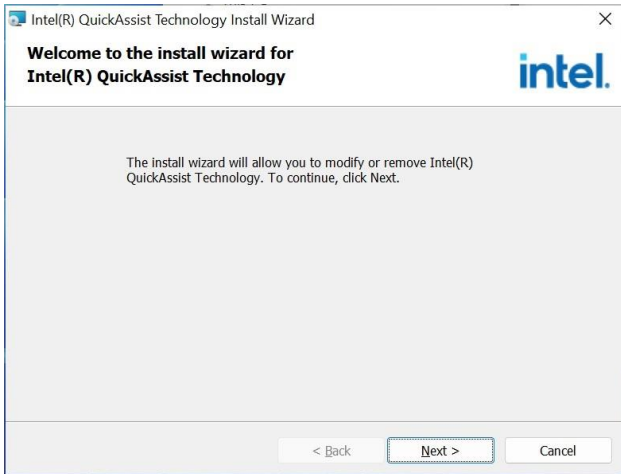 Intel(R) QuickAssist Technology Install Wizard
Welcome to the install wizard for
Intel(R) QuickAssist Technology
intel.
The install wizard will allow you to modify or remove Intel(R)
QuickAssist Technology. To continue, click Next.
< Back
Next >
Cancel